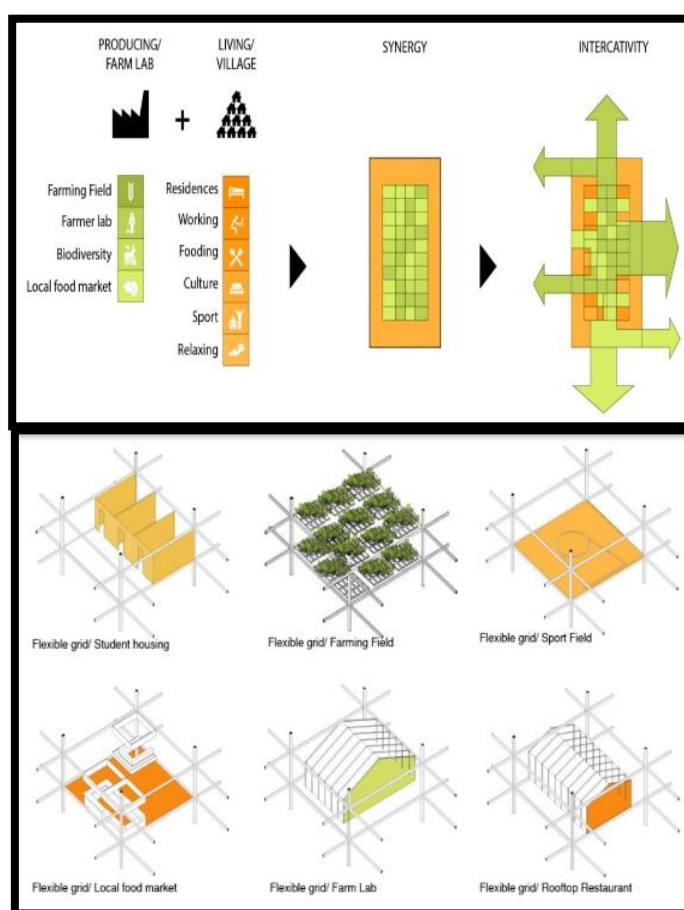 PRODUCING/
FARM LAB
LIVING/
VILLAGE
SYNERGY
INTERCATIVITY
+
Farming Field
Farmer lab
Biodiversity
Local food market
Residences
Working
Fooding
Culture
Sport
Relaxing
Flexible grid/ Student housing
Flexible grid/ Farming Field
Flexible grid/ Sport Field
Flexible grid/ Local food market
Flexible grid/ Farm Lab
Flexible grid/ Rooftop Restaurant